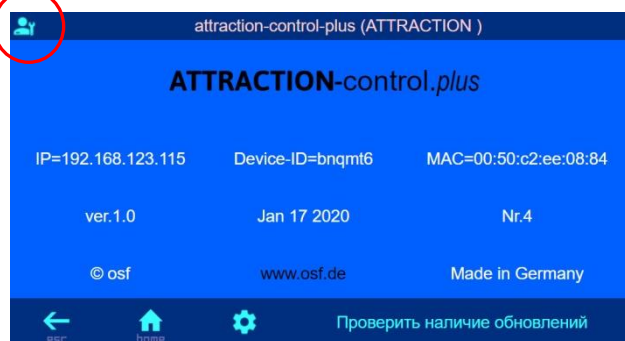 attraction-control-plus (ATTRACTION )
ATTRACTION-control.plus
IP=192.168.123.115 Device-ID=bnqmt6 MAC=00:50:c2:ee:08:84
ver.1.0 Jan 17 2020 Nr.4
© osf www.osf.de Made in Germany
esc home Проверить наличие обновлений